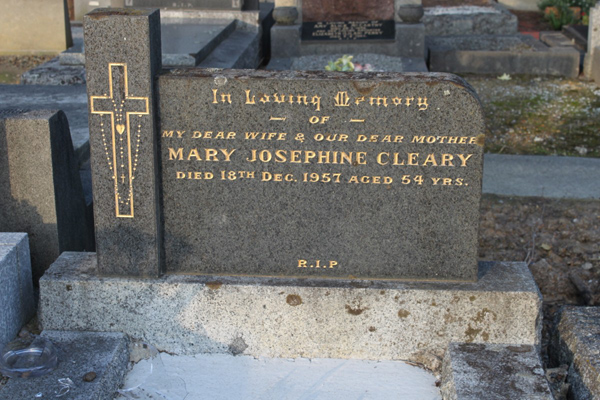 In Loving Memory
OF
MY DEAR WIFE & OUR DEAR MOTHER
MARY JOSEPHINE CLEARY
DIED 18TH DEC. 1957 AGED 54 YRS.
R.I.P